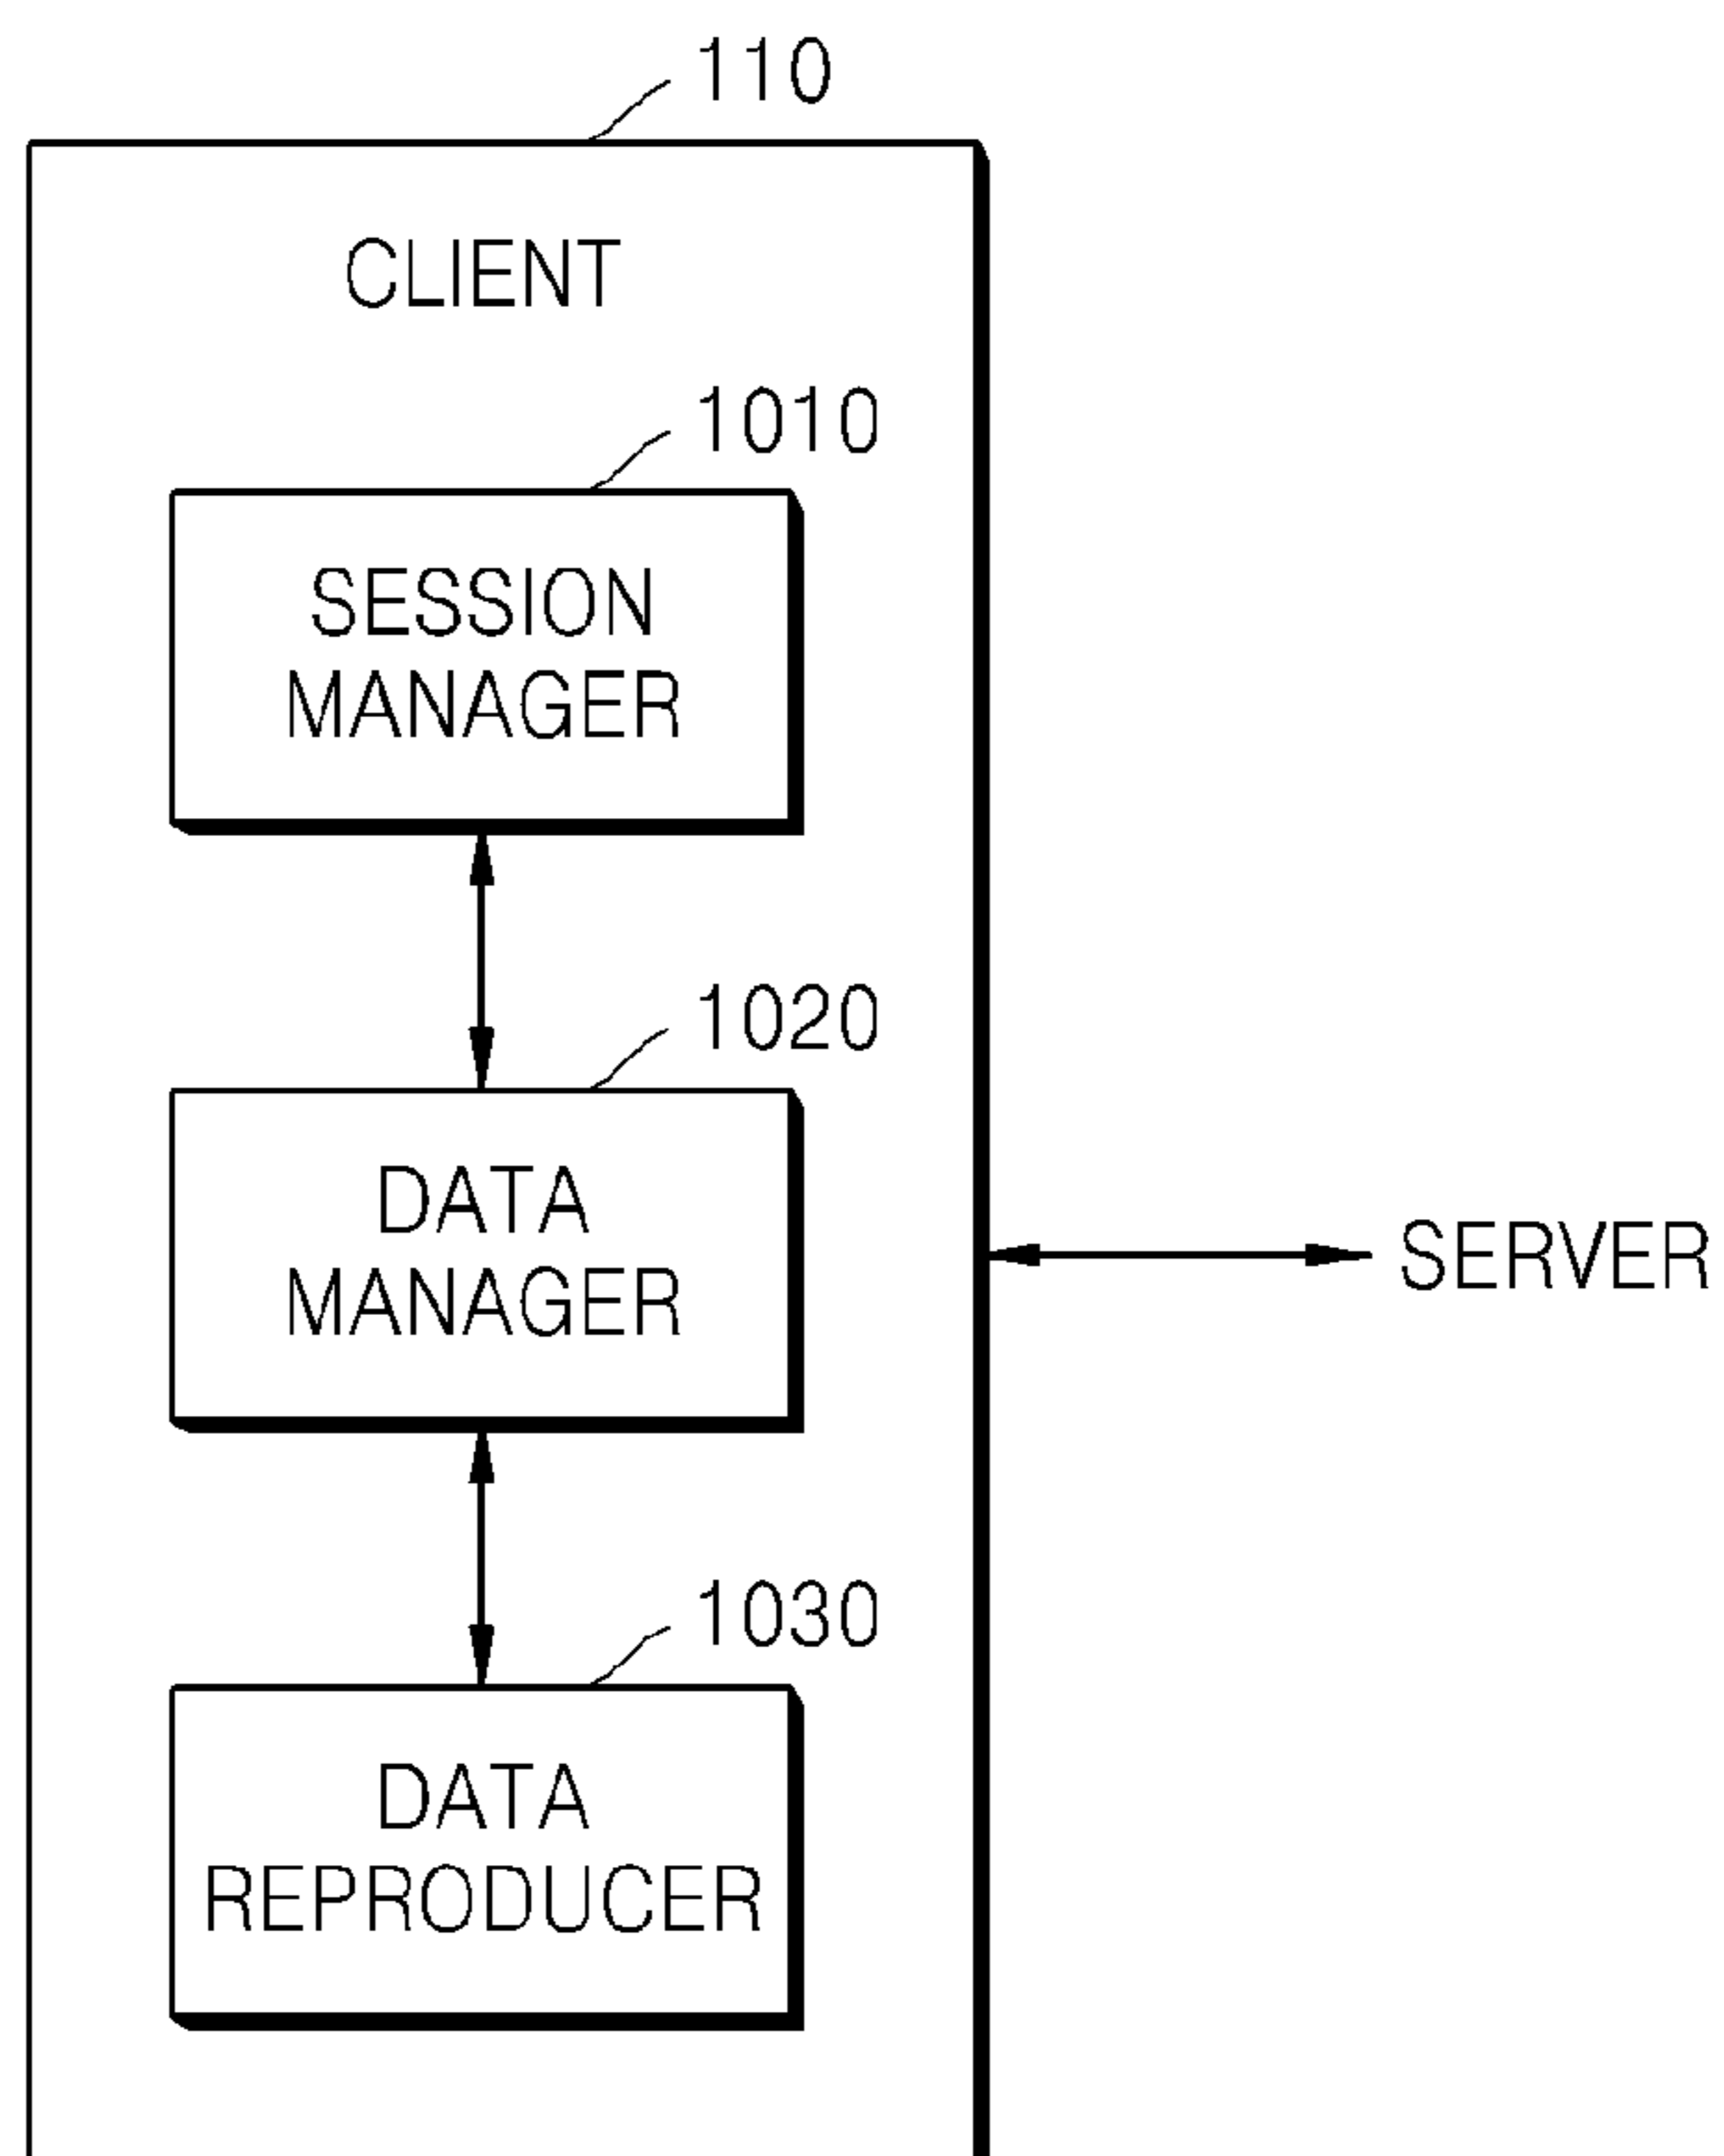 110
CLIENT
1010
SESSION
MANAGER
1020
DATA
MANAGER
SERVER
1030
DATA
REPRODUCER